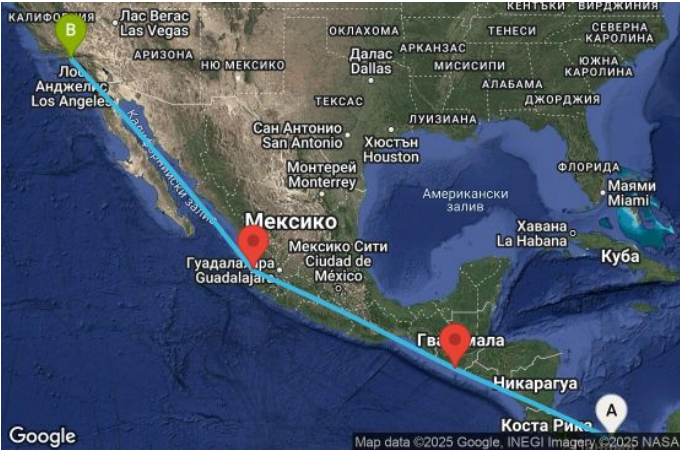 КЕНТЪКИ
ВИРДЖИНИЯ
КАЛИФОРНИЯ
B
Лас Вегас
Las Vegas
ОКЛАХОМА
ТЕНЕСИ
СЕВЕРНА
КАРОЛИНА
АРИЗОНА
НЮ МЕКСИКО
Далас
Dallas
АРКАНЗАС
МИСИСИПИ
ЮЖНА
КАРОЛИНА
Лос
Анджелис
Los Angeles
АЛАБАМА
ДЖОРДЖИЯ
ТЕКСАС
ЛУИЗИАНА
Калифорнийски залив
Сан Антонио
San Antonio
Хюстън
Houston
Монтерей
Monterrey
ФЛОРИДА
Маями
Miami
Американски
залив
Мексико
Хавана
La Habana
Куба
Гуадалахара
Guadalajara
Мексико Сити
Ciudad de
México
Гватемала
Никарагуа
A
Коста Рика
Google
Map data ©2025 Google, INEGI Imagery ©2025 NASA